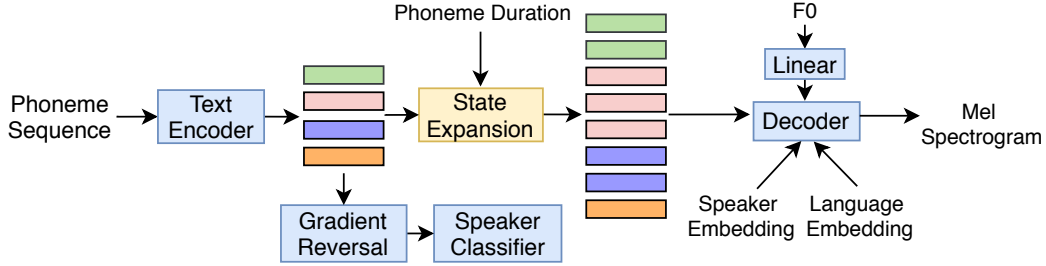 Phoneme
Sequence
Text
Encoder
Phoneme Duration
State
Expansion
Gradient
Reversal
Speaker
Classifier
F0
Linear
Decoder
Speaker
Embedding
Language
Embedding
Mel
Spectrogram